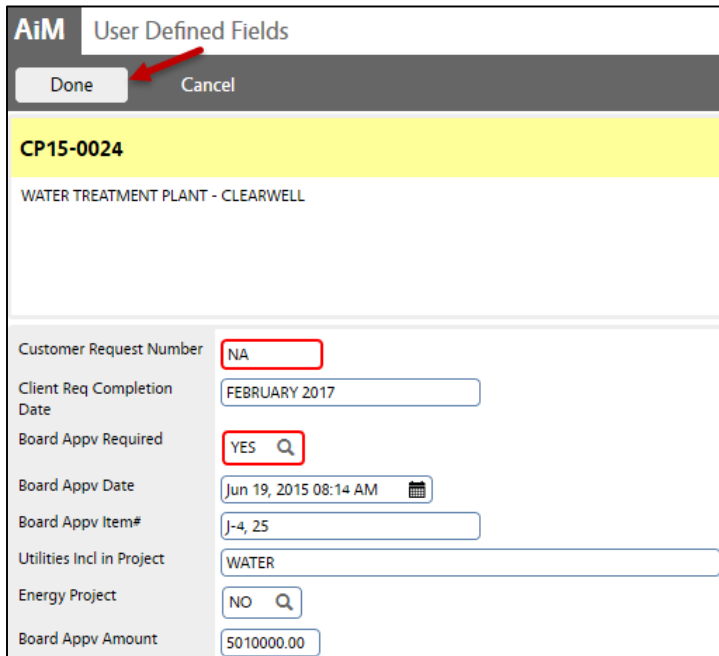 AiM User Defined Fields
Done Cancel
CP15-0024
WATER TREATMENT PLANT - CLEARWELL
Customer Request Number NA
Client Req Completion
Date
FEBRUARY 2017
Board Appv Required YES
Board Appv Date Jun 19, 2015 08:14 AM
Board Appv Item# J-4, 25
Utilities Incl in Project WATER
Energy Project NO
Board Appv Amount 5010000.00